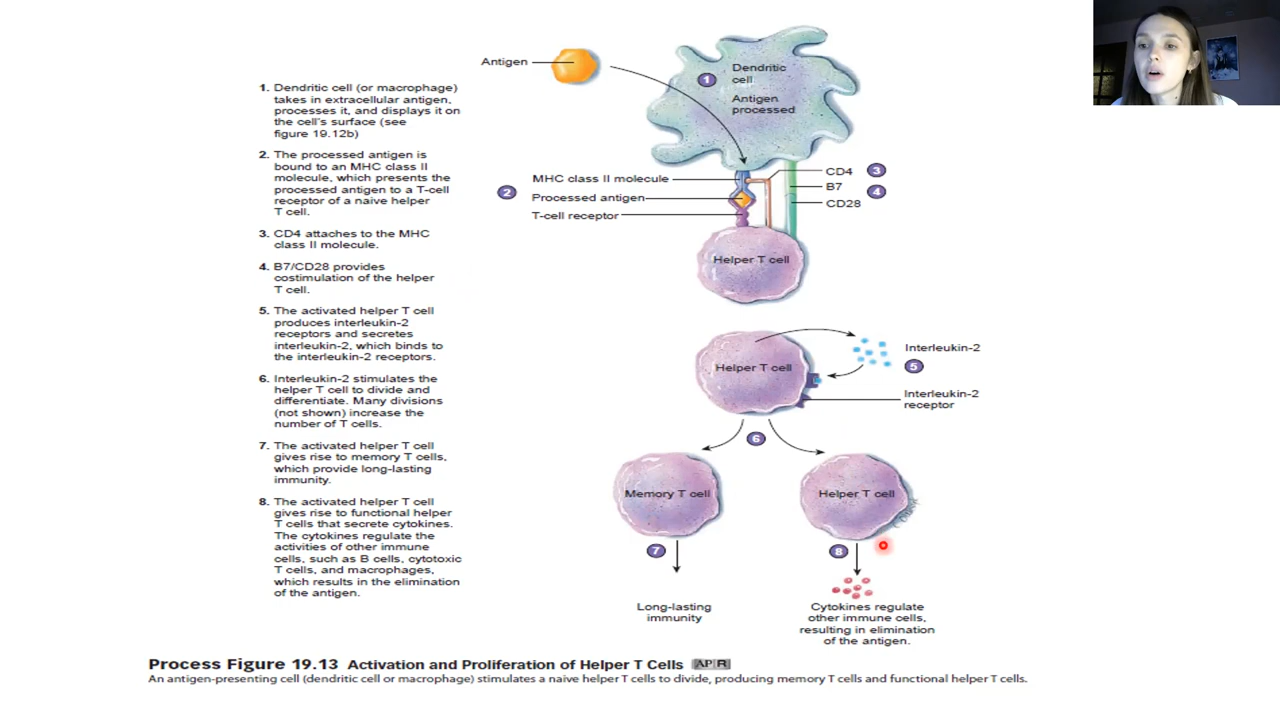 1. Dendritic cell (or macrophage)
takes in extracellular antigen,
processes it, and displays it on
the cell's surface (see
figure 19.12b)
2. The processed antigen is
bound to an MHC class II
molecule, which presents the
processed antigen to a T-cell
receptor of a naive helper
T cell.
3. CD4 attaches to the MHC
class II molecule.
4. B7/CD28 provides
costimulation of the helper
T cell.
5. The activated helper T cell
produces interleukin-2
receptors and secretes
interleukin-2, which binds to
the interleukin-2 receptors.
6. Interleukin-2 stimulates the
helper T cell to divide and
differentiate. Many divisions
(not shown) increase the
number of T cells.
7. The activated helper T cell
gives rise to memory T cells,
which provide long-lasting
immunity.
8. The activated helper T cell
gives rise to functional helper
T cells that secrete cytokines.
The cytokines regulate the
activities of other immune
cells, such as B cells, cytotoxic
T cells, and macrophages,
which results in the elimination
of the antigen.
Antigen
1
Dendritic
cell
Antigen
processed
2
MHC class II molecule
Processed antigen
T-cell receptor
CD4 3
B7 4
CD28
Helper T cell
Helper T cell
Interleukin-2
5
Interleukin-2
receptor
6
Memory T cell
Helper T cell
7
8
Long-lasting
immunity
Cytokines regulate
other immune cells,
resulting in elimination
of the antigen.
Process Figure 19.13 Activation and Proliferation of Helper T Cells AP|R
An antigen-presenting cell (dendritic cell or macrophage) stimulates a naive helper T cells to divide, producing memory T cells and functional helper T cells.